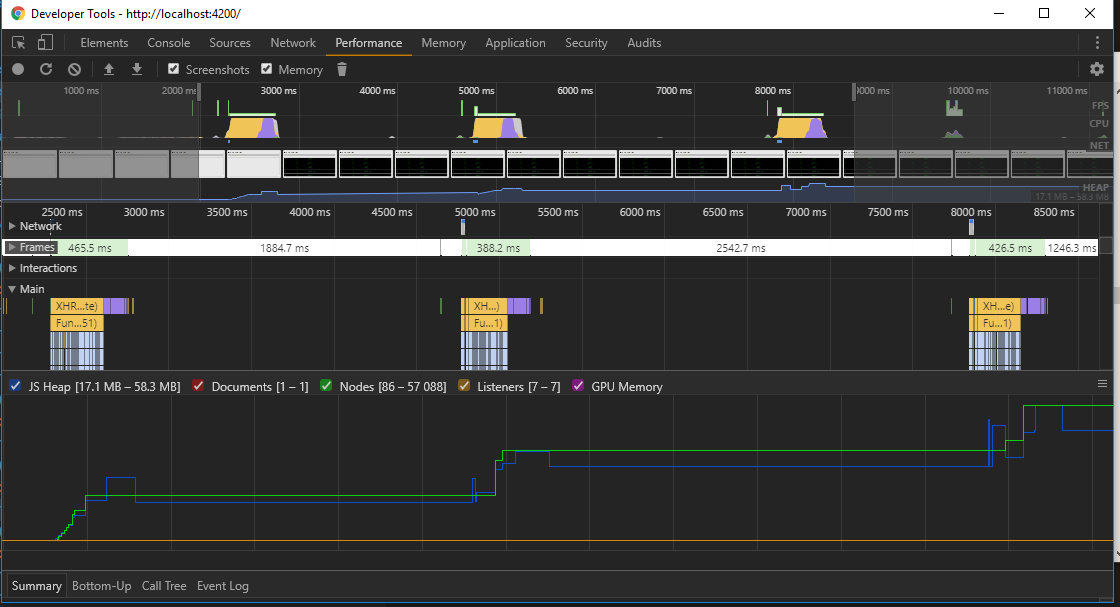 Developer Tools - http://localhost:4200/
Elements Console Sources Network Performance Memory Application Security Audits
Screenshots Memory
1000 ms 2000 ms 3000 ms 4000 ms 5000 ms 6000 ms 7000 ms 8000 ms 9000 ms 10000 ms 11000 ms
FPS
CPU
NET
HEAP
17.1 MB – 58.3 MB
2500 ms 3000 ms 3500 ms 4000 ms 4500 ms 5000 ms 5500 ms 6000 ms 6500 ms 7000 ms 7500 ms 8000 ms 8500 ms
Network
Frames 465.5 ms 1884.7 ms 388.2 ms 2542.7 ms 426.5 ms 1246.3 ms
Interactions
Main
XHR...te) XH...) XH...e)
Fun...51) Fu...1) Fu...1)
JS Heap [17.1 MB – 58.3 MB] Documents [1 – 1] Nodes [86 – 57 088] Listeners [7 – 7] GPU Memory
Summary Bottom-Up Call Tree Event Log